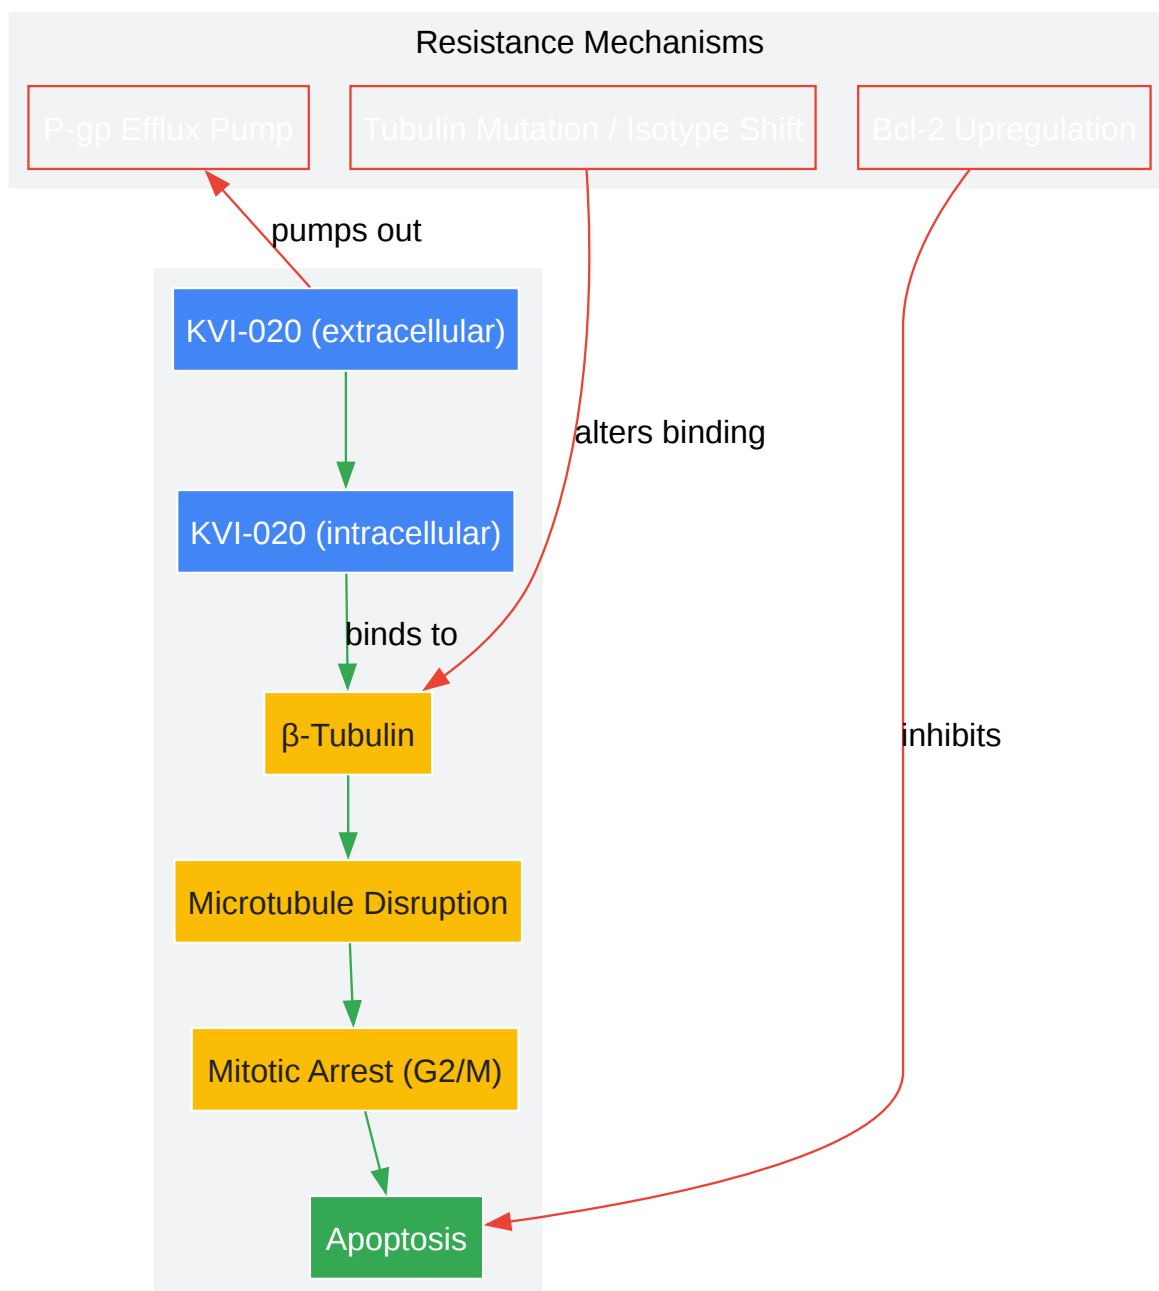 Resistance Mechanisms
P-gp Efflux Pump
Tubulin Mutation / Isotype Shift
Bcl-2 Upregulation
pumps out
KVI-020 (extracellular)
alters binding
KVI-020 (intracellular)
binds to
β-Tubulin
inhibits
Microtubule Disruption
Mitotic Arrest (G2/M)
Apoptosis